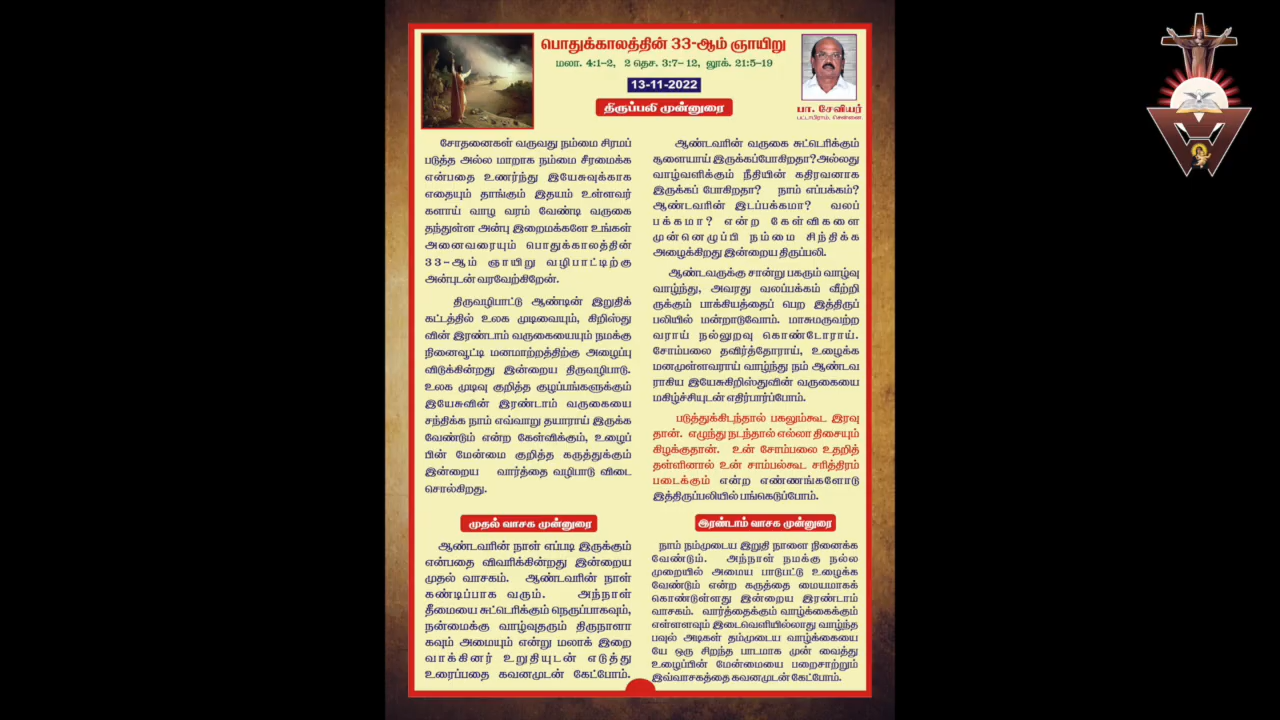 பொதுக்காலத்தின் 33-ஆம் ஞாயிறு
மலா. 4:1-2, 2 தெச. 3:7- 12, லூக். 21:5-19
13-11-2022
திருப்பலி முன்னுரை
பா. சேவியர்
பட்டாபிராம், சென்னை
சோதனைகள் வருவது நம்மை சிரமப்
படுத்த அல்ல மாறாக நம்மை சீரமைக்க
என்பதை உணர்ந்து இயேசுவுக்காக
எதையும் தாங்கும் இதயம் உள்ளவர்
களாய் வாழ வரம் வேண்டி வருகை
தந்துள்ள அன்பு இறைமக்களே உங்கள்
அனைவரையும் பொதுக்காலத்தின்
33-ஆம் ஞாயிறு வழிபாட்டிற்கு
அன்புடன் வரவேற்கிறேன்.
திருவழிபாட்டு ஆண்டின் இறுதிக்
கட்டத்தில் உலக முடிவையும், கிறிஸ்து
வின் இரண்டாம் வருகையையும் நமக்கு
நினைவூட்டி மனமாற்றத்திற்கு அழைப்பு
விடுக்கின்றது இன்றைய திருவழிபாடு.
உலக முடிவு குறித்த குழப்பங்களுக்கும்
இயேசுவின் இரண்டாம் வருகையை
சந்திக்க நாம் எவ்வாறு தயாராய் இருக்க
வேண்டும் என்ற கேள்விக்கும், உழைப்
பின் மேன்மை குறித்த கருத்துக்கும்
இன்றைய வார்த்தை வழிபாடு விடை
சொல்கிறது.
முதல் வாசக முன்னுரை
ஆண்டவரின் நாள் எப்படி இருக்கும்
என்பதை விவரிக்கின்றது இன்றைய
முதல் வாசகம். ஆண்டவரின் நாள்
கண்டிப்பாக வரும். அந்நாள்
தீமையை சுட்டெரிக்கும் நெருப்பாகவும்,
நன்மைக்கு வாழ்வுதரும் திருநாளா
கவும் அமையும் என்று மலாக் இறை
வாக்கினர் உறுதியுடன் எடுத்து
உரைப்பதை கவனமுடன் கேட்போம்.
ஆண்டவரின் வருகை சுட்டெரிக்கும்
சூளையாய் இருக்கப்போகிறதா?அல்லது
வாழ்வளிக்கும் நீதியின் கதிரவனாக
இருக்கப் போகிறதா? நாம் எப்பக்கம்?
ஆண்டவரின் இடப்பக்கமா? வலப்
பக்கமா? என்ற கேள்விகளை
முன்னெழுப்பி நம்மை சிந்திக்க
அழைக்கிறது இன்றைய திருப்பலி.
ஆண்டவருக்கு சான்று பகரும் வாழ்வு
வாழ்ந்து, அவரது வலப்பக்கம் வீற்றி
ருக்கும் பாக்கியத்தைப் பெற இத்திருப்
பலியில் மன்றாடுவோம். மாசுமருவற்ற
வராய் நல்லுறவு கொண்டோராய்.
சோம்பலை தவிர்த்தோராய், உழைக்க
மனமுள்ளவராய் வாழ்ந்து நம் ஆண்டவ
ராகிய இயேசுகிறிஸ்துவின் வருகையை
மகிழ்ச்சியுடன் எதிர்பார்ப்போம்.
படுத்துக்கிடந்தால் பகலும்கூட இரவு
தான். எழுந்து நடந்தால் எல்லா திசையும்
கிழக்குதான். உன் சோம்பலை உதறித்
தள்ளினால் உன் சாம்பல்கூட சரித்திரம்
படைக்கும் என்ற எண்ணங்களோடு
இத்திருப்பலியில் பங்கெடுப்போம்.
இரண்டாம் வாசக முன்னுரை
நாம் நம்முடைய இறுதி நாளை நினைக்க
வேண்டும். அந்நாள் நமக்கு நல்ல
முறையில் அமைய பாடுபட்டு உழைக்க
வேண்டும் என்ற கருத்தை மையமாகக்
கொண்டுள்ளது இன்றைய இரண்டாம்
வாசகம். வார்த்தைக்கும் வாழ்க்கைக்கும்
எள்ளளவும் இடைவெளியில்லாது வாழ்ந்த
பவுல் அடிகள் தம்முடைய வாழ்க்கையை
யே ஒரு சிறந்த பாடமாக முன் வைத்து
உழைப்பின் மேன்மையை பறைசாற்றும்
இவ்வாசகத்தை கவனமுடன் கேட்போம்.